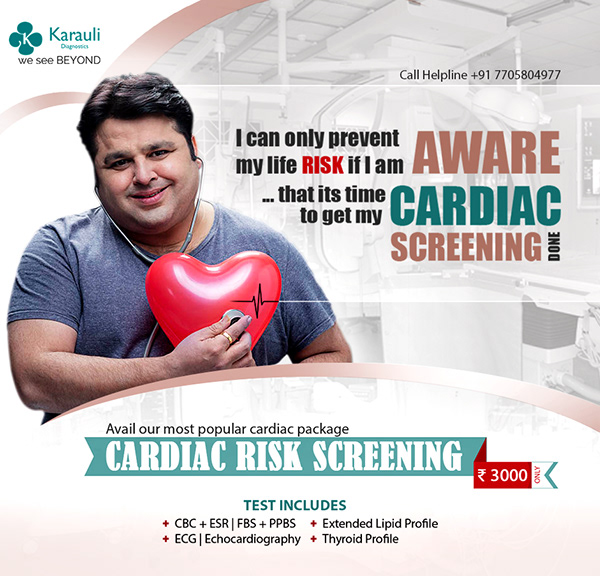 K Karauli
Diagnostics
we see BEYOND
Call Helpline +91 7705804977
I can only prevent
my life RISK if I am AWARE
... that its time
to get my CARDIAC
SCREENING DONE
Avail our most popular cardiac package
CARDIAC RISK SCREENING
₹ 3000 ONLY
TEST INCLUDES
+ CBC + ESR | FBS + PPBS + Extended Lipid Profile
+ ECG | Echocardiography + Thyroid Profile